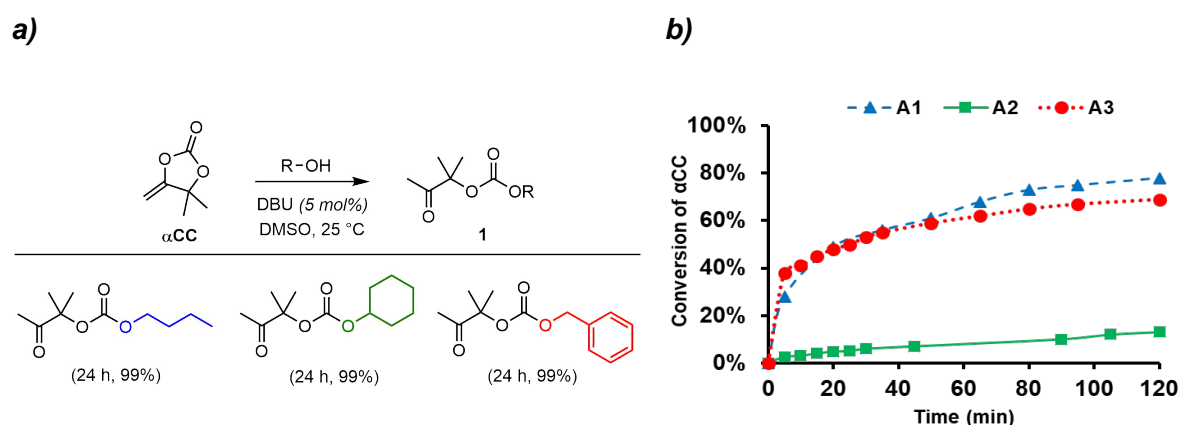 a)
O
O
O
αCC
R-OH
DBU (5 mol%)
DMSO, 25 °C
O
O
OR
O
1
O
O
O
O
(24 h, 99%)
O
O
O
O
(24 h, 99%)
O
O
O
O
(24 h, 99%)
b)
A1 A2 A3
Conversion of αCC
100%
80%
60%
40%
20%
0%
0 20 40 60 80 100 120
Time (min)